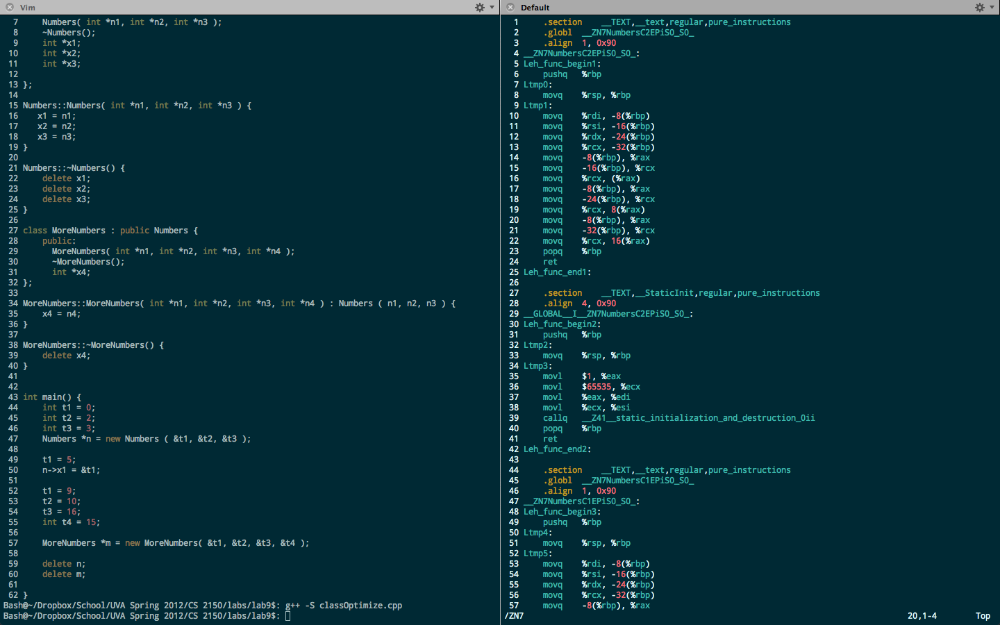 Vim
7 Numbers( int *n1, int *n2, int *n3 );
8 ~Numbers();
9 int *x1;
10 int *x2;
11 int *x3;
12
13 };
14
15 Numbers::Numbers( int *n1, int *n2, int *n3 ) {
16 x1 = n1;
17 x2 = n2;
18 x3 = n3;
19 }
20
21 Numbers::~Numbers() {
22 delete x1;
23 delete x2;
24 delete x3;
25 }
26
27 class MoreNumbers : public Numbers {
28 public:
29 MoreNumbers( int *n1, int *n2, int *n3, int *n4 );
30 ~MoreNumbers();
31 int *x4;
32 };
33
34 MoreNumbers::MoreNumbers( int *n1, int *n2, int *n3, int *n4 ) : Numbers ( n1, n2, n3 ) {
35 x4 = n4;
36 }
37
38 MoreNumbers::~MoreNumbers() {
39 delete x4;
40 }
41
42
43 int main() {
44 int t1 = 0;
45 int t2 = 2;
46 int t3 = 3;
47 Numbers *n = new Numbers ( &t1, &t2, &t3 );
48
49 t1 = 5;
50 n->x1 = &t1;
51
52 t1 = 9;
53 t2 = 10;
54 t3 = 16;
55 int t4 = 15;
56
57 MoreNumbers *m = new MoreNumbers( &t1, &t2, &t3, &t4 );
58
59 delete n;
60 delete m;
61
62 }
Bash@~/Dropbox/School/UVA Spring 2012/CS 2150/labs/lab9$: g++ -S classOptimize.cpp
Bash@~/Dropbox/School/UVA Spring 2012/CS 2150/labs/lab9$:
Default
1 .section __TEXT,__text,regular,pure_instructions
2 .globl __ZN7NumbersC2EPiS0_S0_
3 .align 1, 0x90
4 __ZN7NumbersC2EPiS0_S0_:
5 Leh_func_begin1:
6 pushq %rbp
7 Ltmp0:
8 movq %rsp, %rbp
9 Ltmp1:
10 movq %rdi, -8(%rbp)
11 movq %rsi, -16(%rbp)
12 movq %rdx, -24(%rbp)
13 movq %rcx, -32(%rbp)
14 movq -8(%rbp), %rax
15 movq -16(%rbp), %rcx
16 movq %rcx, (%rax)
17 movq -8(%rbp), %rax
18 movq -24(%rbp), %rcx
19 movq %rcx, 8(%rax)
20 movq -8(%rbp), %rax
21 movq -32(%rbp), %rcx
22 movq %rcx, 16(%rax)
23 popq %rbp
24 ret
25 Leh_func_end1:
26
27 .section __TEXT,__StaticInit,regular,pure_instructions
28 .align 4, 0x90
29 __GLOBAL__I__ZN7NumbersC2EPiS0_S0_:
30 Leh_func_begin2:
31 pushq %rbp
32 Ltmp2:
33 movq %rsp, %rbp
34 Ltmp3:
35 movl $1, %eax
36 movl $65535, %ecx
37 movl %eax, %edi
38 movl %ecx, %esi
39 callq __Z41__static_initialization_and_destruction_0ii
40 popq %rbp
41 ret
42 Leh_func_end2:
43
44 .section __TEXT,__text,regular,pure_instructions
45 .globl __ZN7NumbersC1EPiS0_S0_
46 .align 1, 0x90
47 __ZN7NumbersC1EPiS0_S0_:
48 Leh_func_begin3:
49 pushq %rbp
50 Ltmp4:
51 movq %rsp, %rbp
52 Ltmp5:
53 movq %rdi, -8(%rbp)
54 movq %rsi, -16(%rbp)
55 movq %rdx, -24(%rbp)
56 movq %rcx, -32(%rbp)
57 movq -8(%rbp), %rax
/ZN7 20,1-4 Top